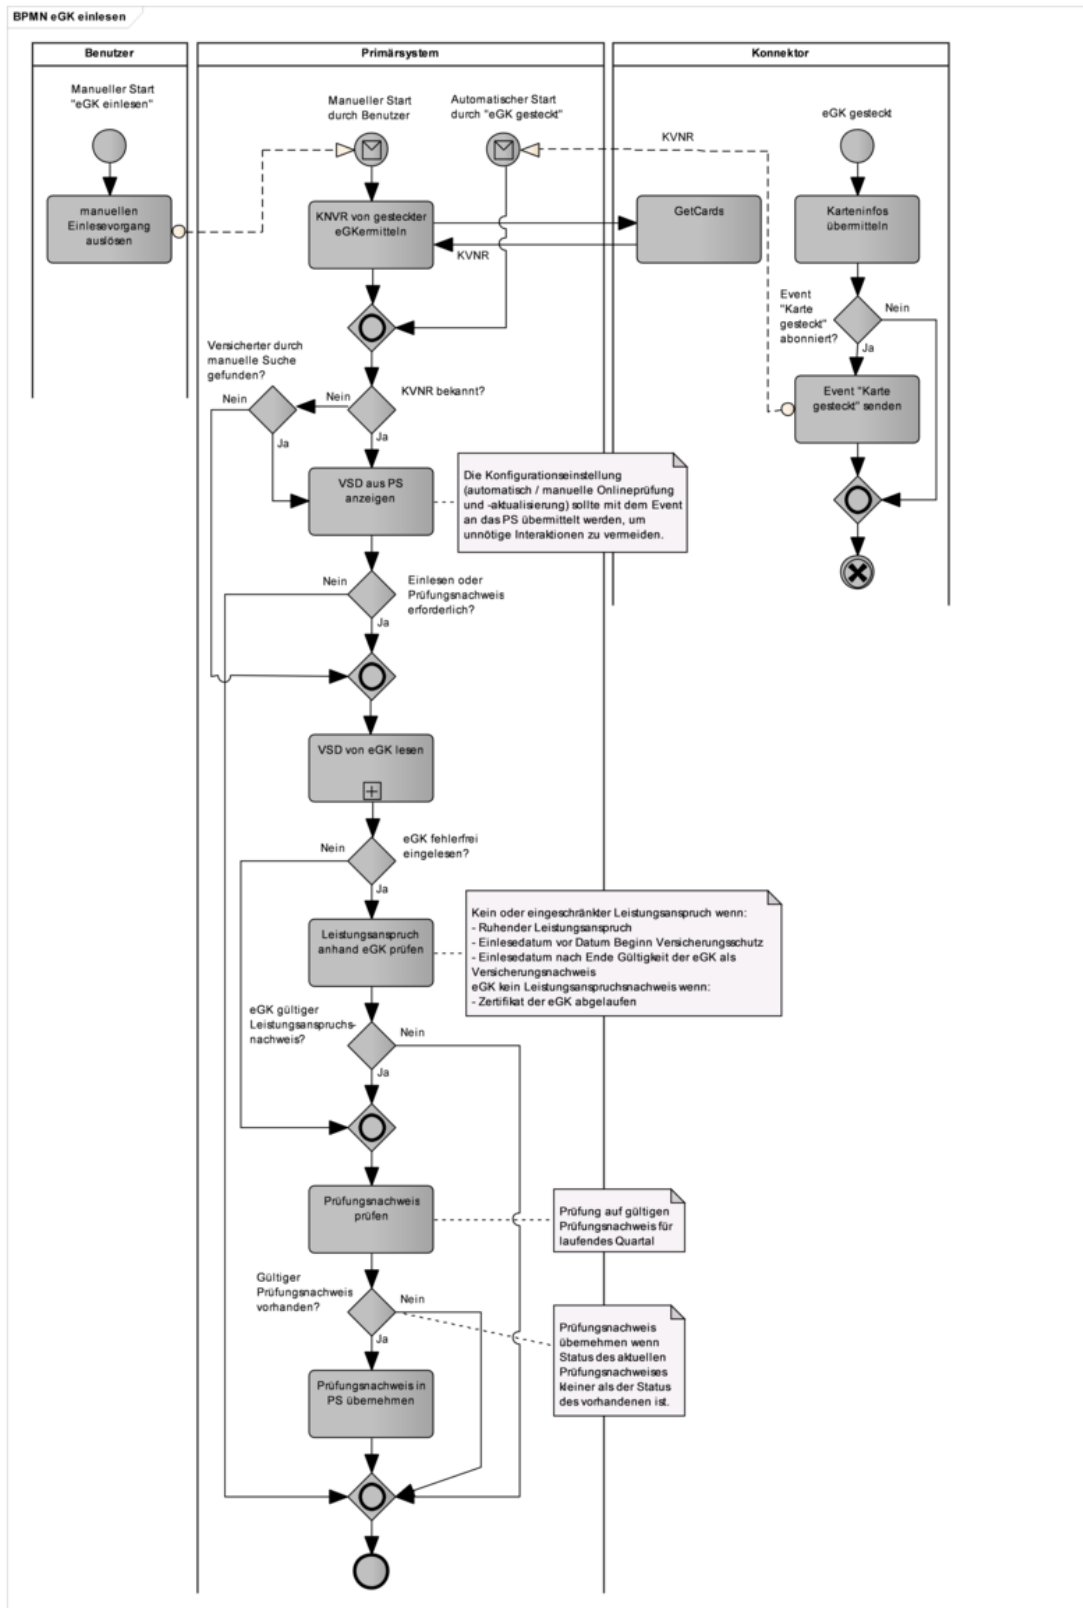 BPMN eGK einlesen
Benutzer
Primärsystem
Konnektor
Manueller Start
"eGK einlesen"
Manueller Start
durch Benutzer
Automatischer Start
durch "eGK gesteckt"
eGK gesteckt
KVNR
manuellen
Einlesevorgang
auslösen
KNVR von gesteckter
eGKermitteln
GetCards
Karteninfos
übermitteln
KVNR
Event
"Karte
gesteckt"
abonniert?
Nein
Ja
Versicherter durch
manuelle Suche
gefunden?
Nein
Nein
KVNR bekannt?
Ja
Ja
Event "Karte
gesteckt" senden
VSD aus PS
anzeigen
Die Konfigurationseinstellung
(automatisch / manuelle Onlineprüfung
und -aktualisierung) sollte mit dem Event
an das PS übermittelt werden, um
unnötige Interaktionen zu vermeiden.
Nein
Einlesen oder
Prüfungsnachweis
erforderlich?
Ja
VSD von eGK lesen
Nein
eGK fehlerfrei
eingelesen?
Ja
Leistungsanspruch
anhand eGK prüfen
Kein oder eingeschränkter Leistungsanspruch wenn:
- Ruhender Leistungsanspruch
- Einlesedatum vor Datum Beginn Versicherungsschutz
- Einlesedatum nach Ende Gültigkeit der eGK als
Versicherungsnachweis
eGK kein Leistungsanspruchsnachweis wenn:
- Zertifikat der eGK abgelaufen
eGK gültiger
Leistungsanspruchs-
nachweis?
Nein
Ja
Prüfungsnachweis
prüfen
Prüfung auf gültigen
Prüfungsnachweis für
laufendes Quartal
Gültiger
Prüfungsnachweis
vorhanden?
Nein
Ja
Prüfungsnachweis
übernehmen wenn
Status des aktuellen
Prüfungsnachweises
kleiner als der Status
des vorhandenen ist.
Prüfungsnachweis in
PS übernehmen